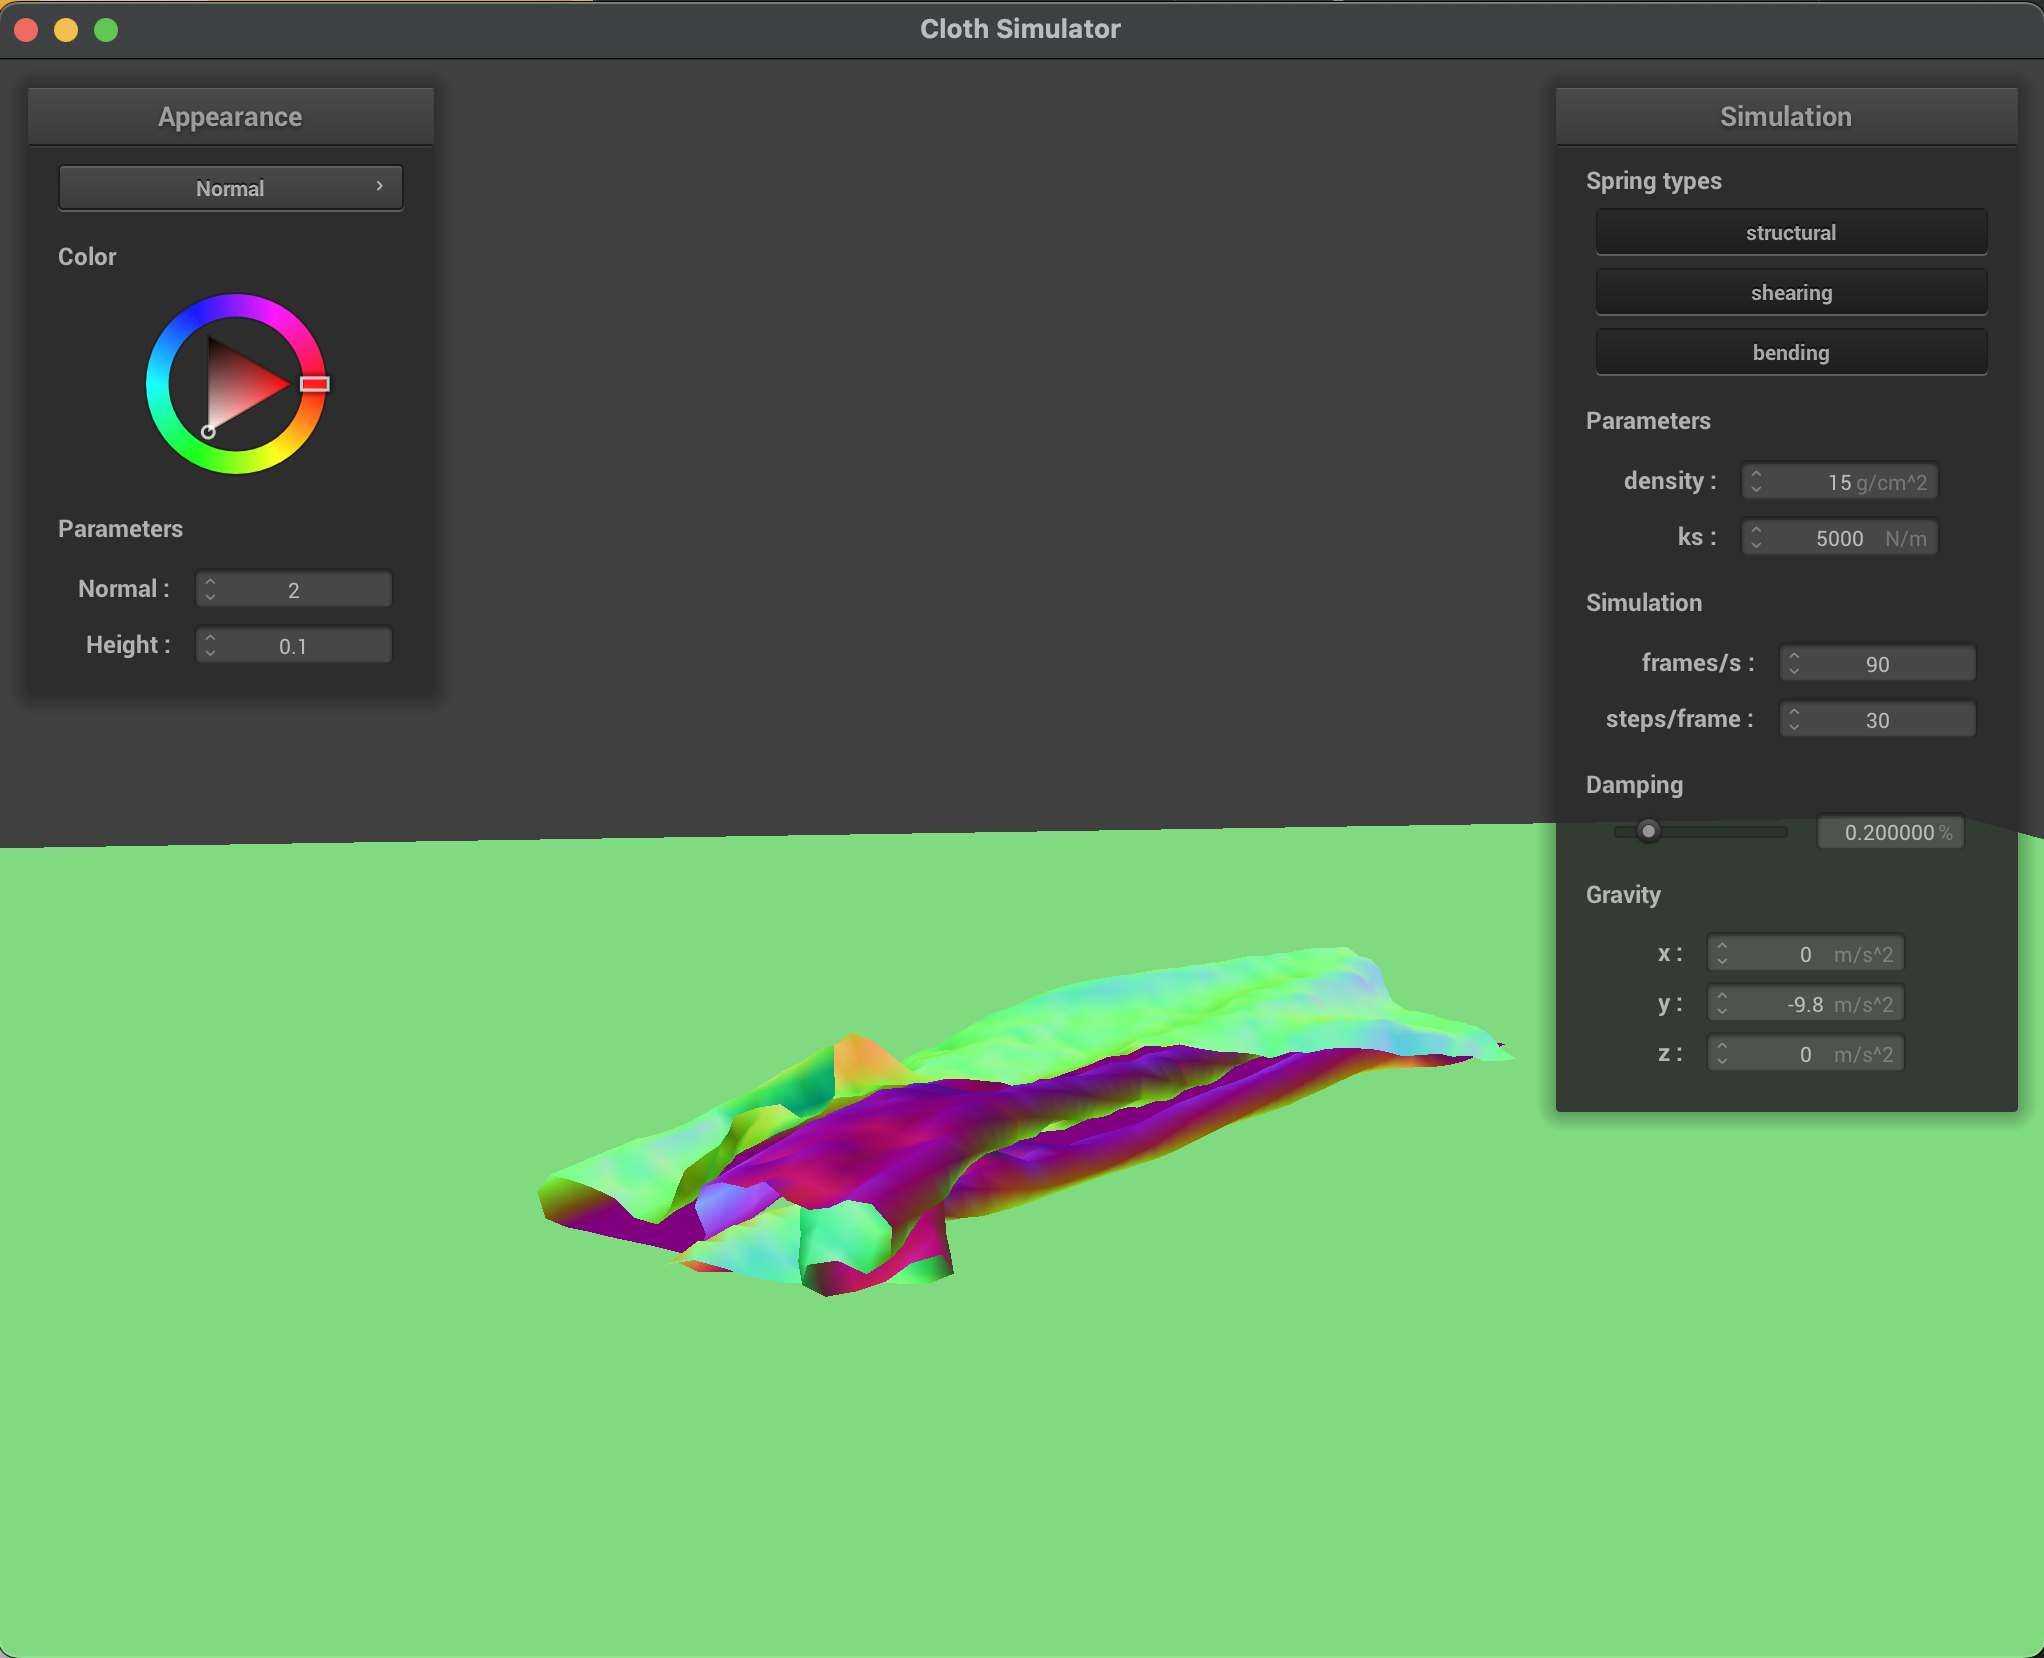 Cloth Simulator
Appearance
Normal
Color
Parameters
Normal : 2
Height : 0.1
Simulation
Spring types
structural
shearing
bending
Parameters
density : 15 g/cm^2
ks : 5000 N/m
Simulation
frames/s : 90
steps/frame : 30
Damping
0.200000 %
Gravity
x : 0 m/s^2
y : -9.8 m/s^2
z : 0 m/s^2